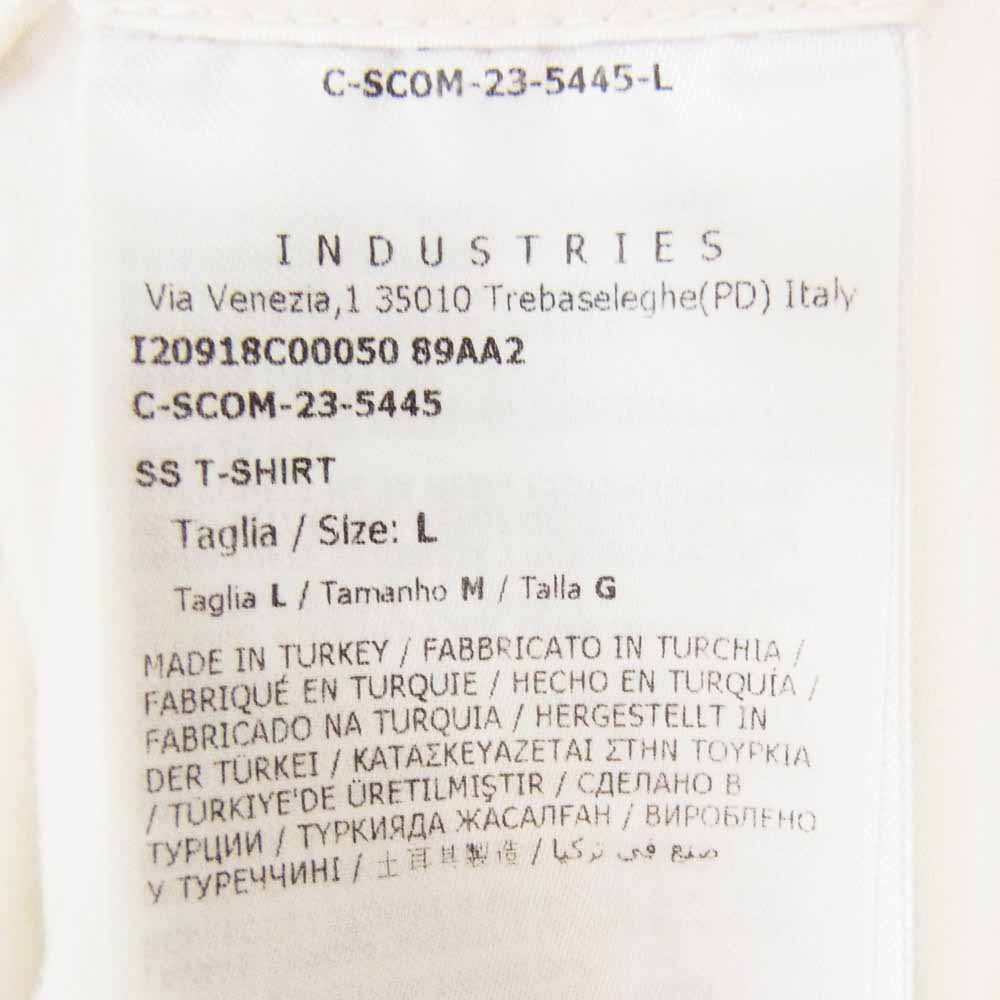 C-SCOM-23-5445-L
INDUSTRIES
Via Venezia,1 35010 Trebaseleghe(PD) Italy
I20918C00050 89AA2
C-SCOM-23-5445
SS T-SHIRT
Taglia / Size: L
Taglia L / Tamanho M / Talla G
MADE IN TURKEY / FABBRICATO IN TURCHIA /
FABRIQUÉ EN TURQUIE / HECHO EN TURQUÍA /
FABRICADO NA TURQUIA / HERGESTELLT IN
DER TÜRKEI / ΚΑΤΑΣΚΕΥΑΖΕΤΑΙ ΣΤΗΝ ΤΟΥΡΚΙΑ
/ TÜRKIYE'DE ÜRETILMIŞTIR / СДЕЛАНО В
ТУРЦИИ / ТҮРКИЯДА ЖАСАЛҒАН / ВИРОБЛЕНО
У ТУРЕЧЧИНІ / 土耳其製造 / صنع في تركيا